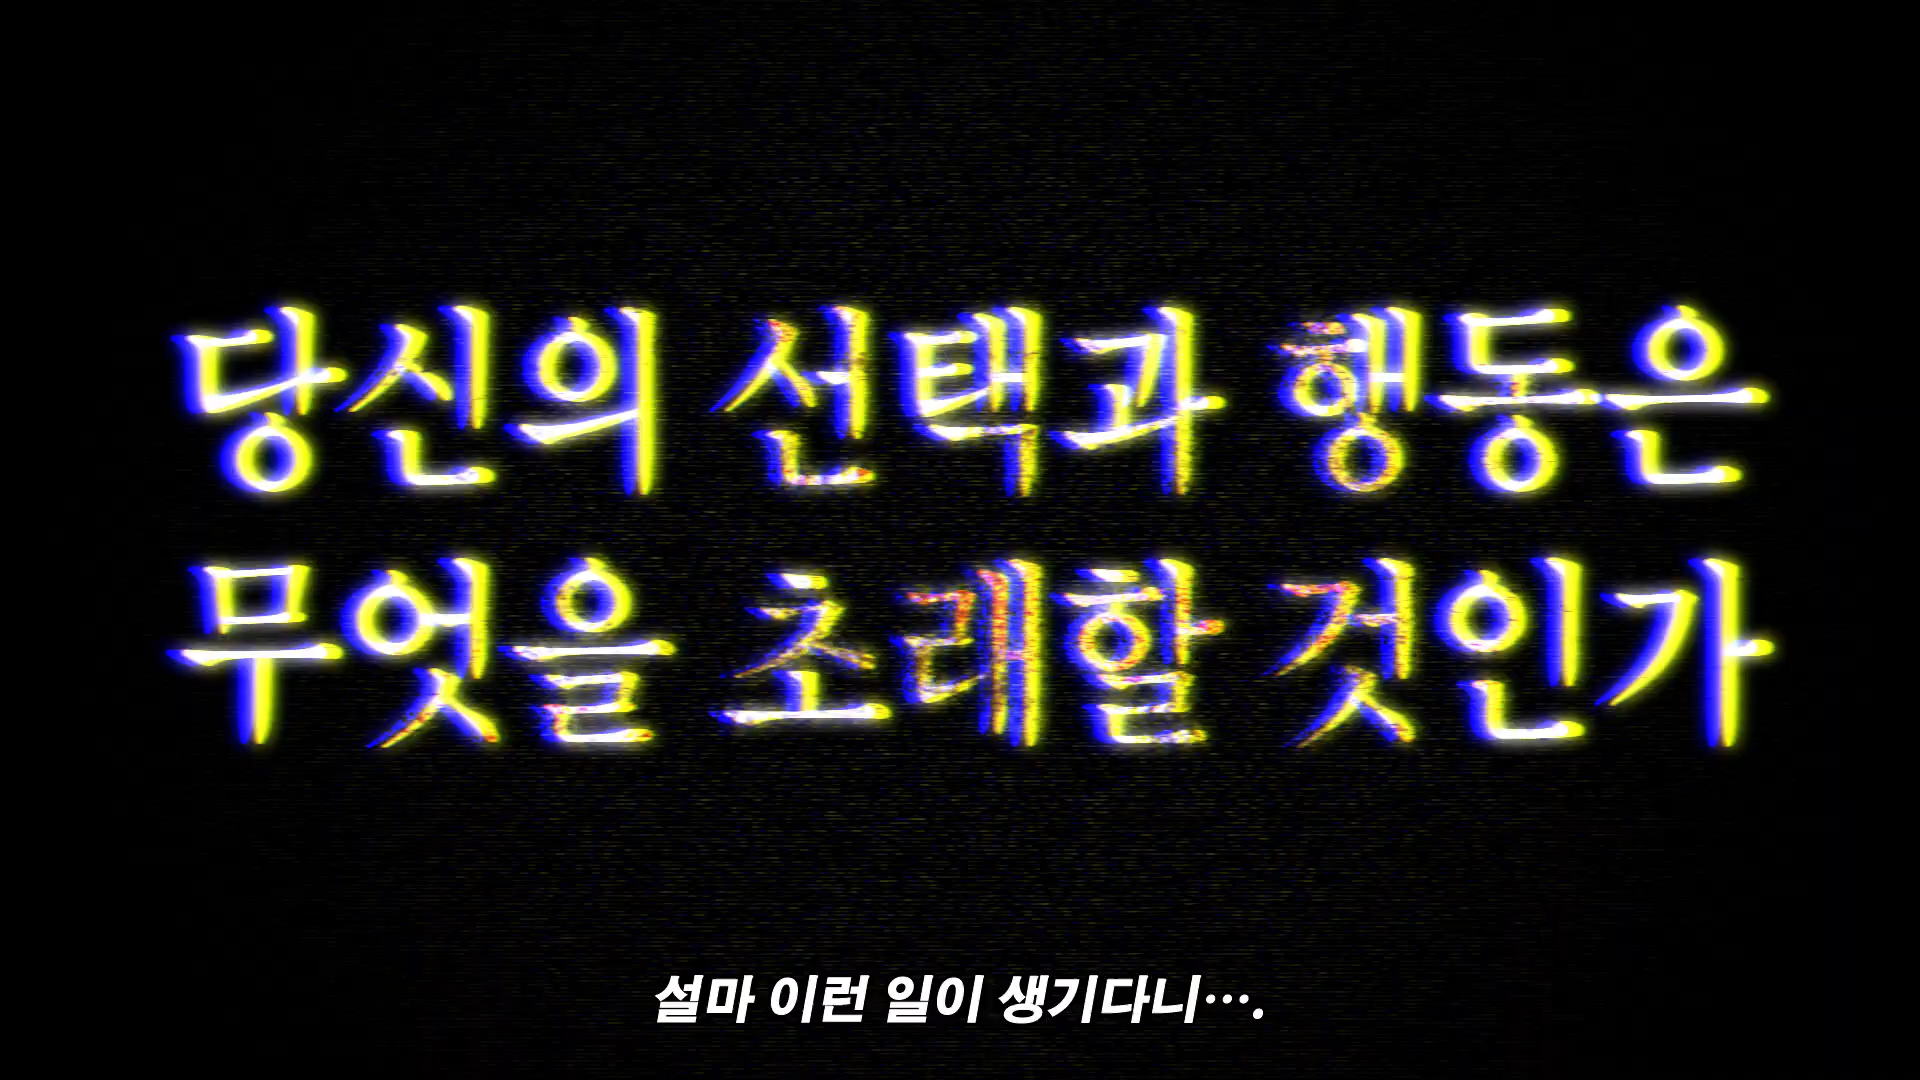 당신의 선택과 행동은
무엇을 초래할 것인가
설마 이런 일이 생기다니….